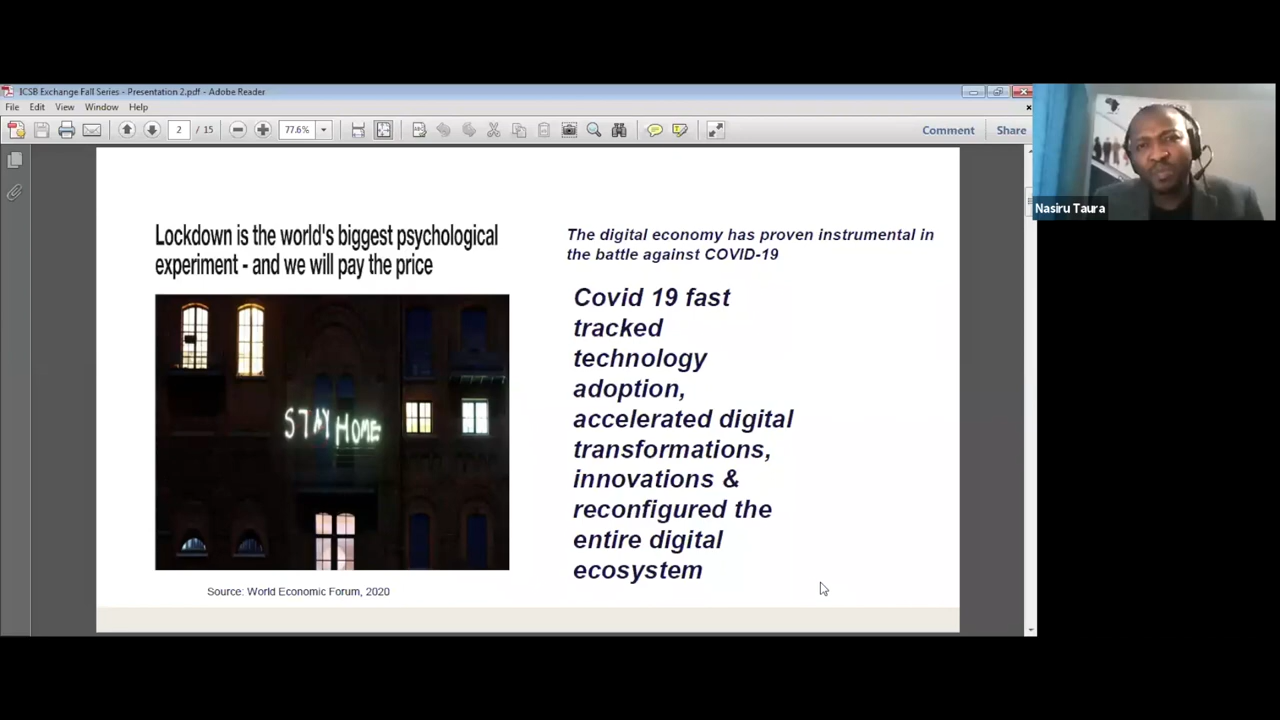 ICSB Exchange Fall Series - Presentation 2.pdf - Adobe Reader
File Edit View Window Help
2 / 15 77.6% Comment Share
Lockdown is the world's biggest psychological
experiment - and we will pay the price
STAY HOME
Source: World Economic Forum, 2020
The digital economy has proven instrumental in
the battle against COVID-19
Covid 19 fast
tracked
technology
adoption,
accelerated digital
transformations,
innovations &
reconfigured the
entire digital
ecosystem
Nasiru Taura